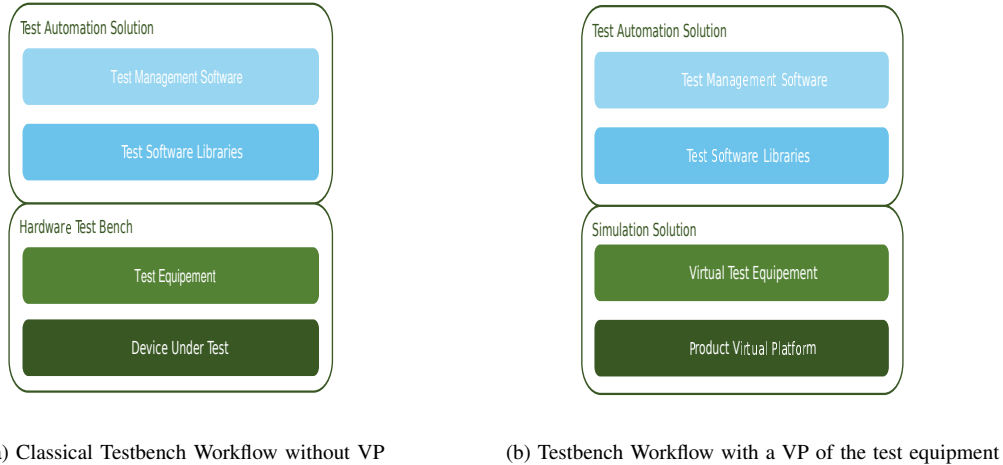 Test Automation Solution
Test Management Software
Test Software Libraries
Hardware Test Bench
Test Equipement
Device Under Test
) Classical Testbench Workflow without VP
Test Automation Solution
Test Management Software
Test Software Libraries
Simulation Solution
Virtual Test Equipement
Product Virtual Platform
(b) Testbench Workflow with a VP of the test equipment